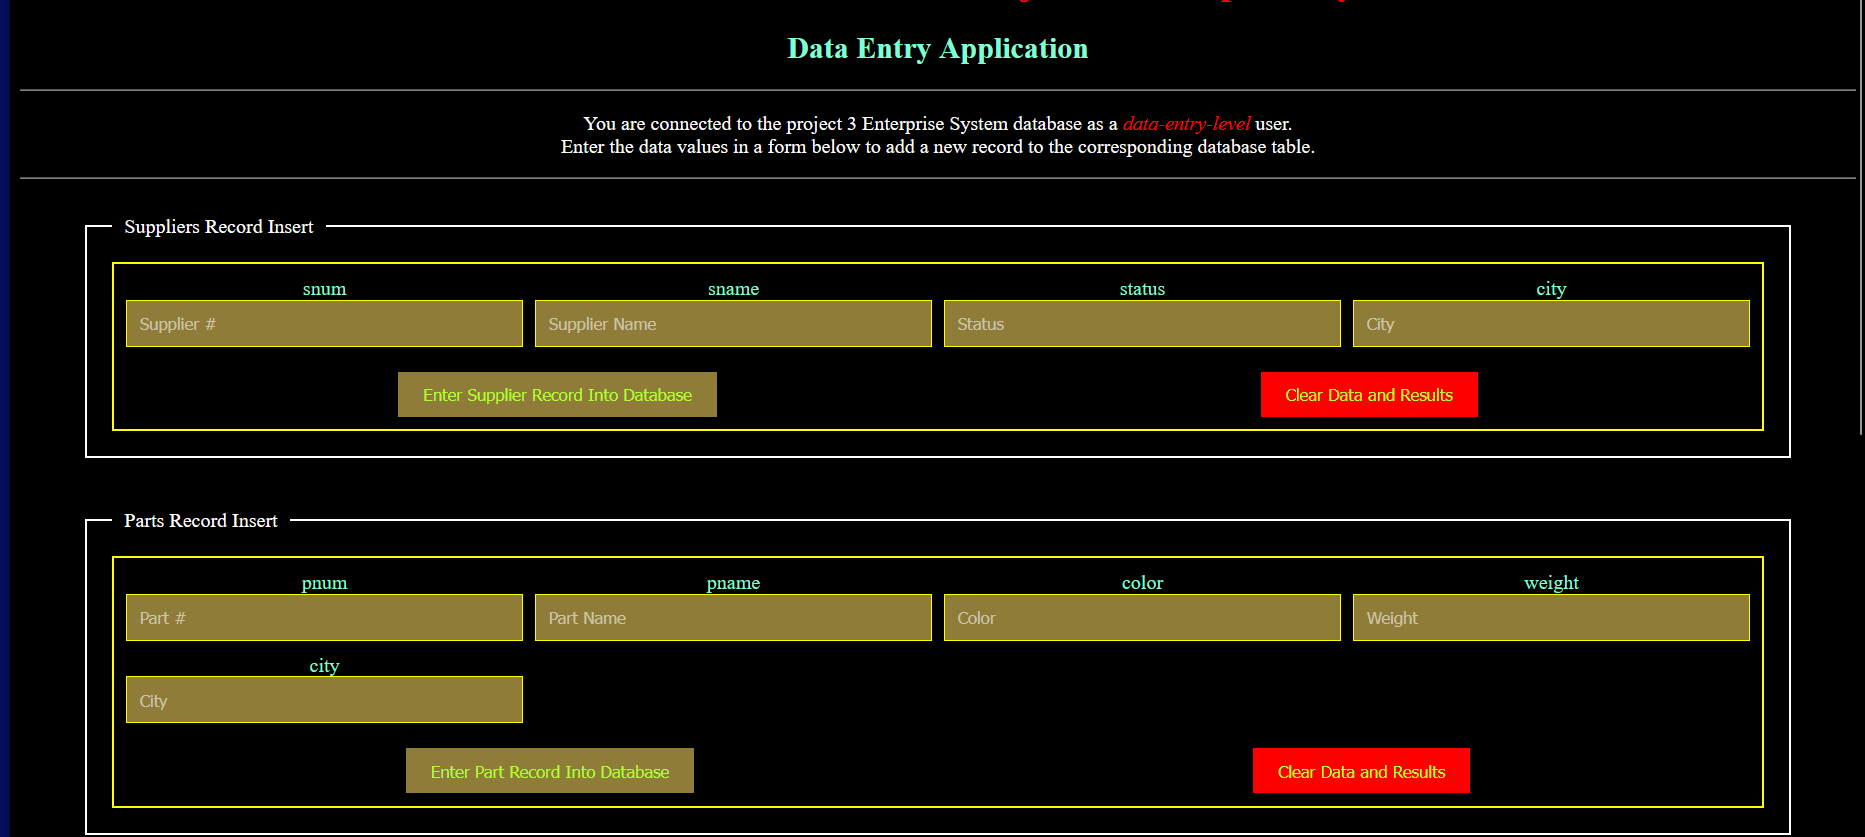 Data Entry Application
You are connected to the project 3 Enterprise System database as a data-entry-level user.
Enter the data values in a form below to add a new record to the corresponding database table.
Suppliers Record Insert
snum sname status city
Supplier # Supplier Name Status City
Enter Supplier Record Into Database Clear Data and Results
Parts Record Insert
pnum pname color weight
Part # Part Name Color Weight
city
City
Enter Part Record Into Database Clear Data and Results